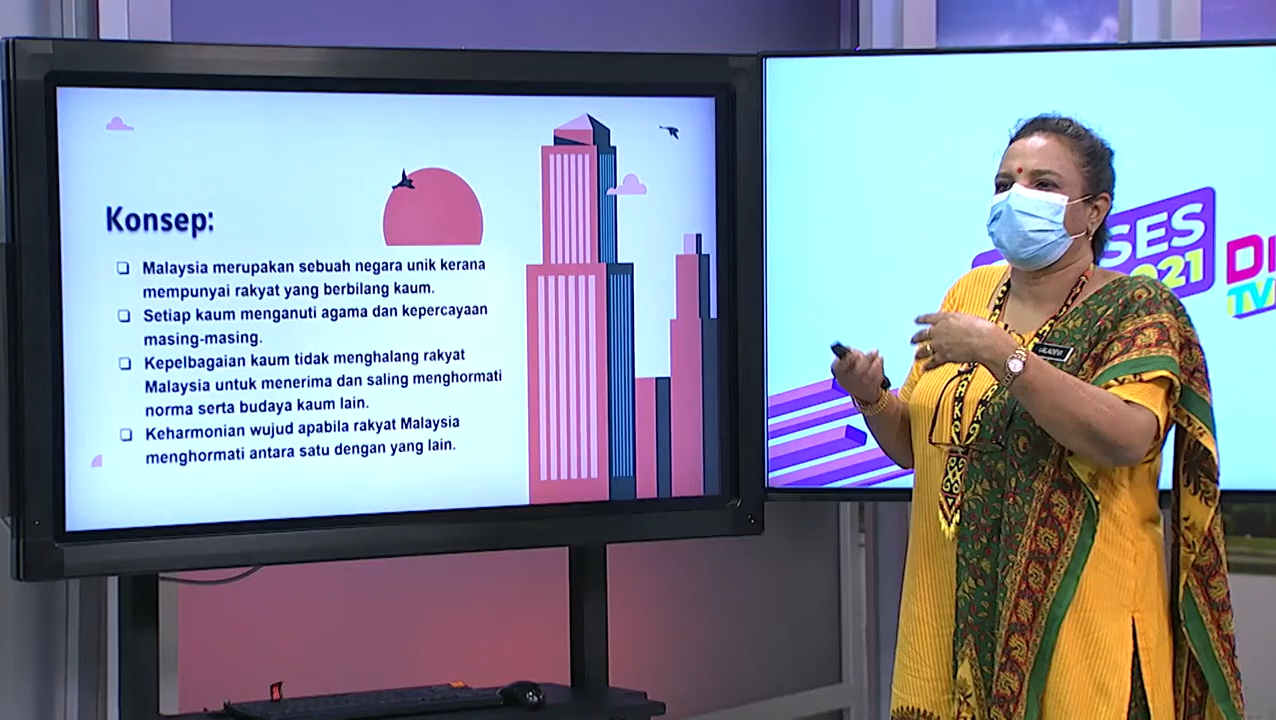 Konsep:
❏ Malaysia merupakan sebuah negara unik kerana
mempunyai rakyat yang berbilang kaum.
❏ Setiap kaum menganuti agama dan kepercayaan
masing-masing.
❏ Kepelbagaian kaum tidak menghalang rakyat
Malaysia untuk menerima dan saling menghormati
norma serta budaya kaum lain.
❏ Keharmonian wujud apabila rakyat Malaysia
menghormati antara satu dengan yang lain.
SES
2021
DI
TV